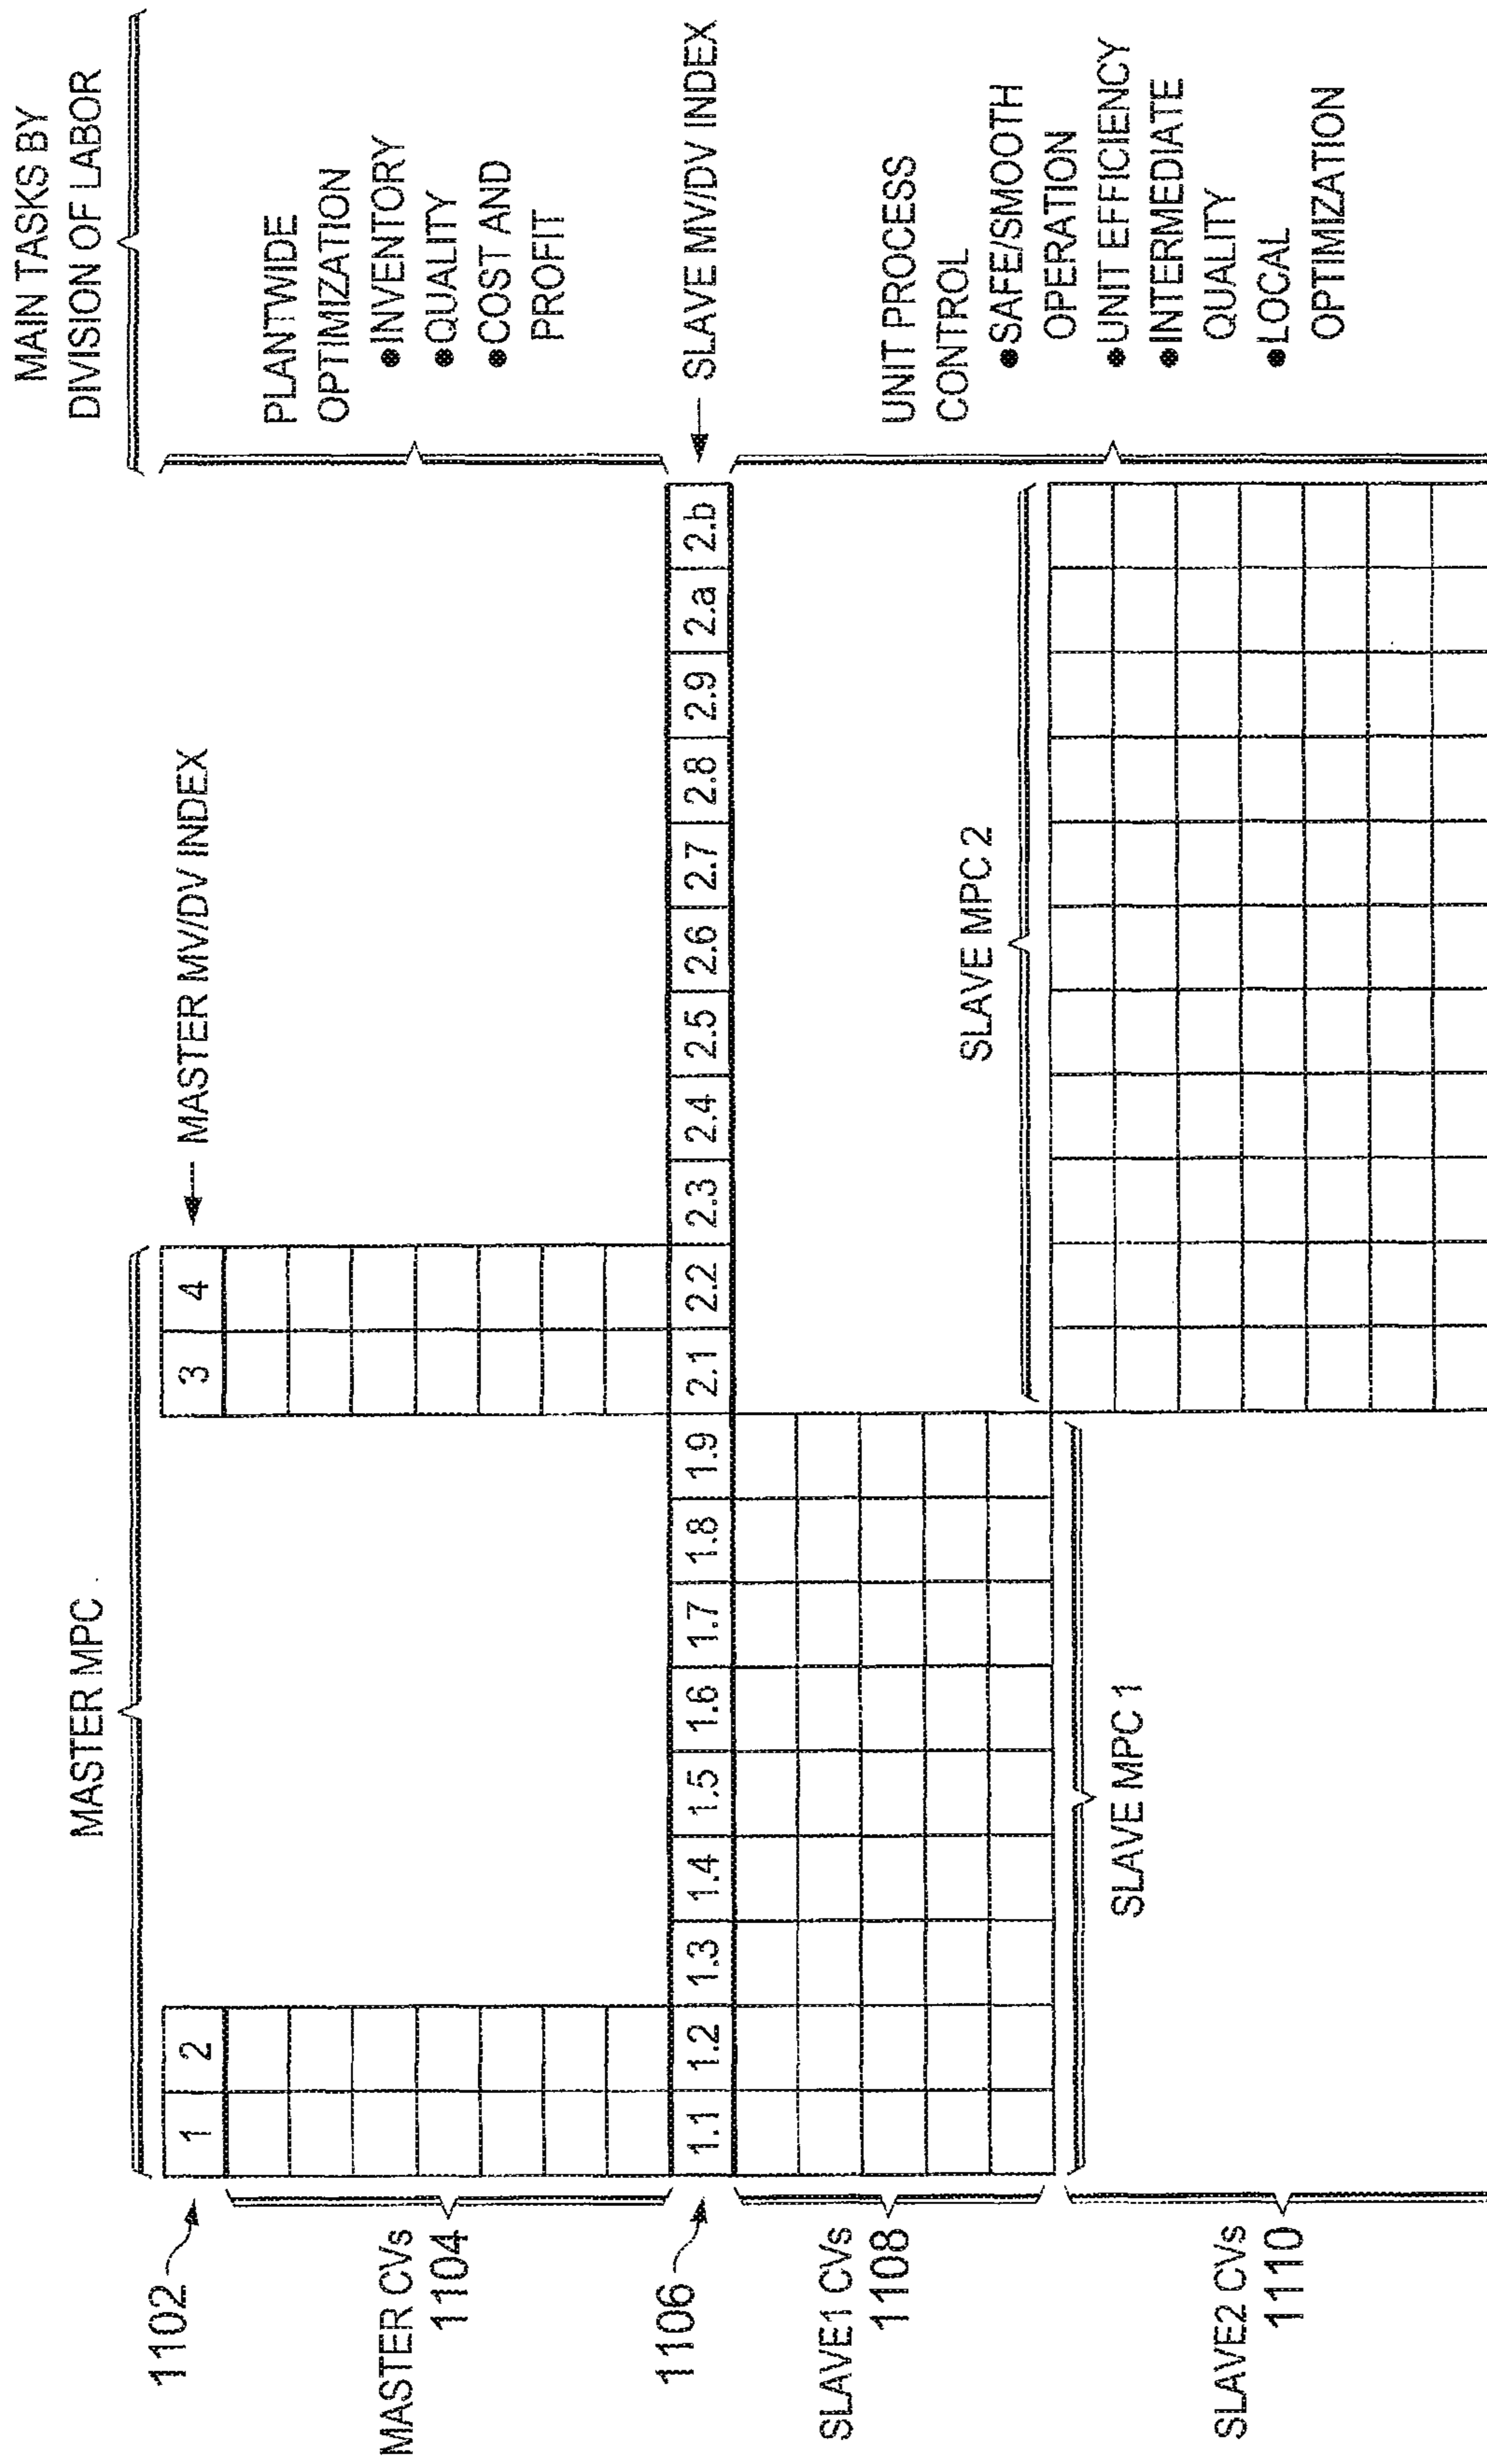 MAIN TASKS BY
DIVISION OF LABOR
MASTER MPC
1102
1
2
3
4
MASTER MV/DV INDEX
MASTER CVs
1104
PLANTWIDE
OPTIMIZATION
●INVENTORY
●QUALITY
●COST AND
PROFIT
1106
1.1 1.2 1.3 1.4 1.5 1.6 1.7 1.8 1.9 2.1 2.2 2.3 2.4 2.5 2.6 2.7 2.8 2.9 2.a 2.b
SLAVE MV/DV INDEX
SLAVE1 CVs
1108
SLAVE MPC 2
UNIT PROCESS
CONTROL
●SAFE/SMOOTH
OPERATION
●UNIT EFFICIENCY
●INTERMEDIATE
QUALITY
●LOCAL
OPTIMIZATION
SLAVE MPC 1
SLAVE2 CVs
1110